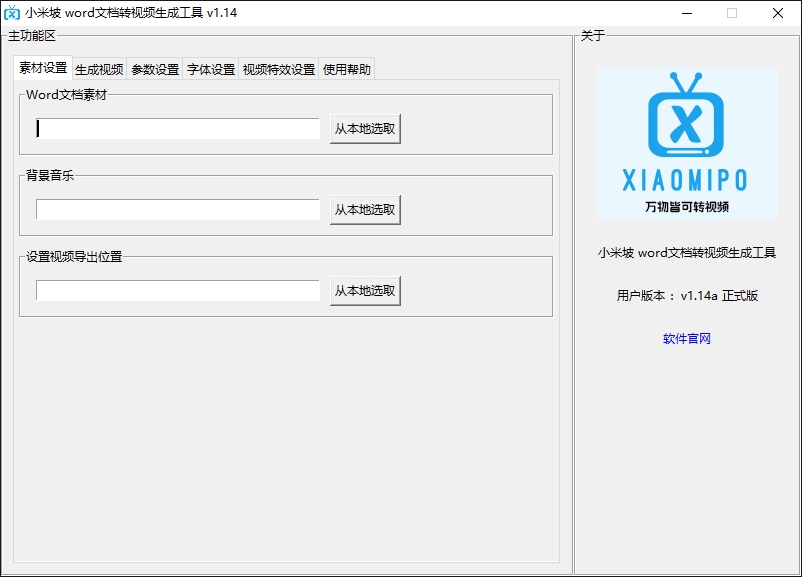 小米坡 word文档转视频生成工具 v1.14
主功能区
素材设置 生成视频 参数设置 字体设置 视频特效设置 使用帮助
Word文档素材
从本地选取
背景音乐
从本地选取
设置视频导出位置
从本地选取
关于
XIAOMIPO
万物皆可转视频
小米坡 word文档转视频生成工具
用户版本 : v1.14a 正式版
软件官网